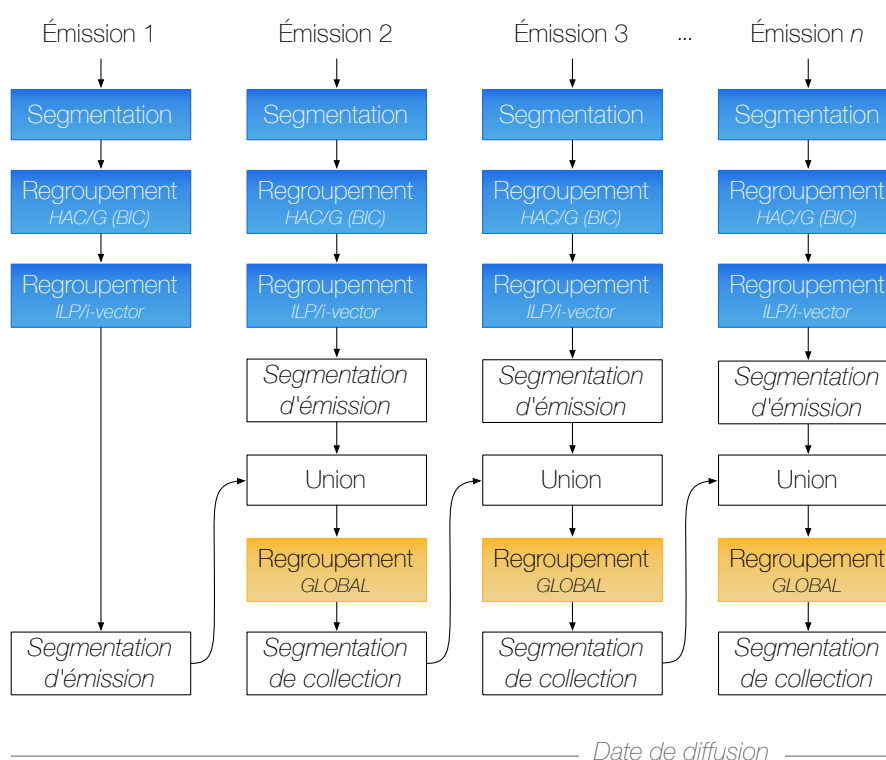 Émission 1
Émission 2
Émission 3
...
Émission n
Segmentation
Segmentation
Segmentation
Segmentation
Regroupement
HAC/G (BIC)
Regroupement
HAC/G (BIC)
Regroupement
HAC/G (BIC)
Regroupement
HAC/G (BIC)
Regroupement
ILP/i-vector
Regroupement
ILP/i-vector
Regroupement
ILP/i-vector
Regroupement
ILP/i-vector
Segmentation
d'émission
Segmentation
d'émission
Segmentation
d'émission
Union
Union
Union
Regroupement
GLOBAL
Regroupement
GLOBAL
Regroupement
GLOBAL
Segmentation
d'émission
Segmentation
de collection
Segmentation
de collection
Segmentation
de collection
Date de diffusion